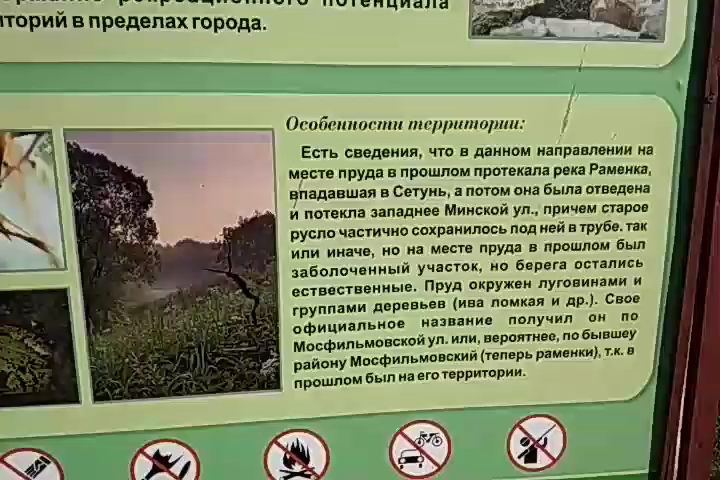 рекреационного потенциала
иторий в пределах города.
Особенности территории:
Есть сведения, что в данном направлении на
месте пруда в прошлом протекала река Раменка,
впадавшая в Сетунь, а потом она была отведена
и потекла западнее Минской ул., причем старое
русло частично сохранилось под ней в трубе. так
или иначе, но на месте пруда в прошлом был
заболоченный участок, но берега остались
ествественные. Пруд окружен луговинами и
группами деревьев (ива ломкая и др.). Свое
официальное название получил он по
Мосфильмовской ул. или, вероятнее, по бывшеу
району Мосфильмовский (теперь раменки), т.к. в
прошлом был на его территории.